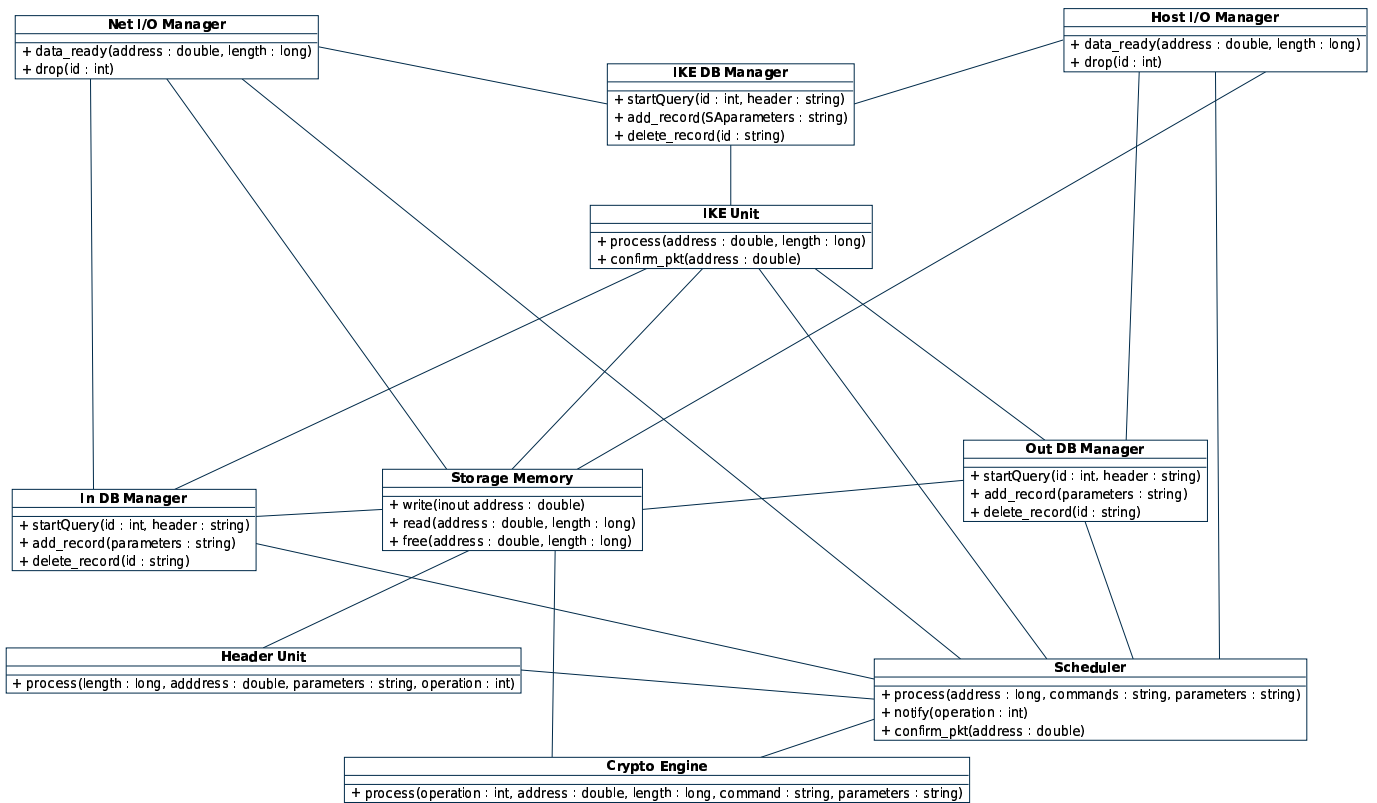 Net I/O Manager
+ data_ready(address : double, length : long)
+ drop(id : int)
Host I/O Manager
+ data_ready(address : double, length : long)
+ drop(id : int)
IKE DB Manager
+ startQuery(id : int, header : string)
+ add_record(SAparameters : string)
+ delete_record(id : string)
IKE Unit
+ process(address : double, length : long)
+ confirm_pkt(address : double)
Out DB Manager
+ startQuery(id : int, header : string)
+ add_record(parameters : string)
+ delete_record(id : string)
Storage Memory
+ write(inout address : double)
+ read(address : double, length : long)
+ free(address : double, length : long)
In DB Manager
+ startQuery(id : int, header : string)
+ add_record(parameters : string)
+ delete_record(id : string)
Header Unit
+ process(length : long, adddress : double, parameters : string, operation : int)
Scheduler
+ process(address : long, commands : string, parameters : string)
+ notify(operation : int)
+ confirm_pkt(address : double)
Crypto Engine
+ process(operation : int, address : double, length : long, command : string, parameters : string)